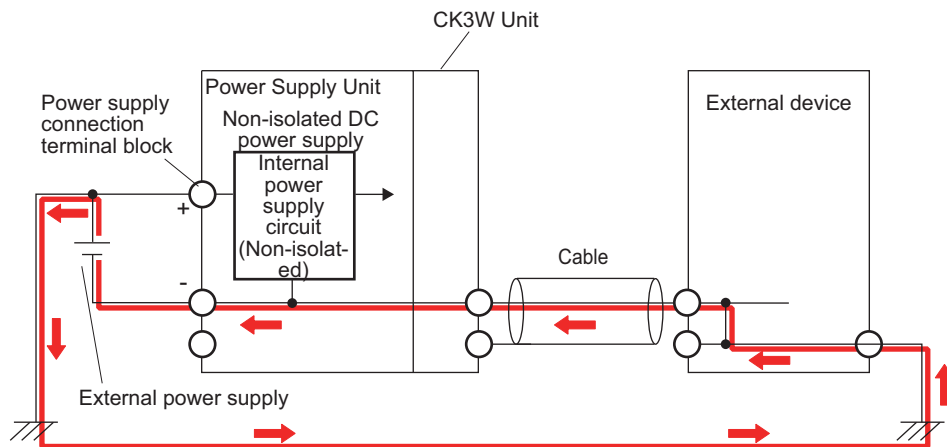 CK3W Unit
Power Supply Unit
External device
Power supply
connection
terminal block
Non-isolated DC
power supply
Internal
power
supply
circuit
(Non-isolat-
ed)
+
-
Cable
External power supply